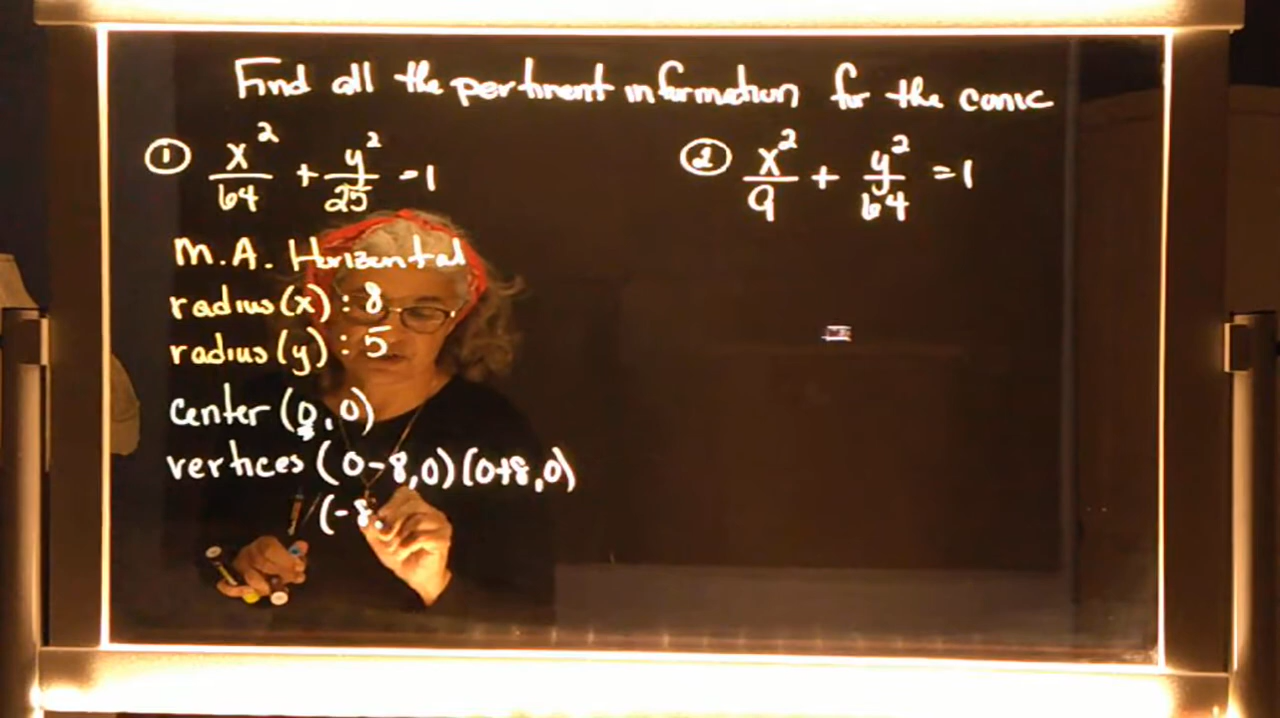 Find all the pertinent information for the conic
① x²/64 + y²/25 = 1
M.A. Horizontal
radius (x) : 8
radius (y) : 5
center (0, 0)
vertices (0-8, 0) (0+8, 0)
(-8,
② x²/9 + y²/64 = 1